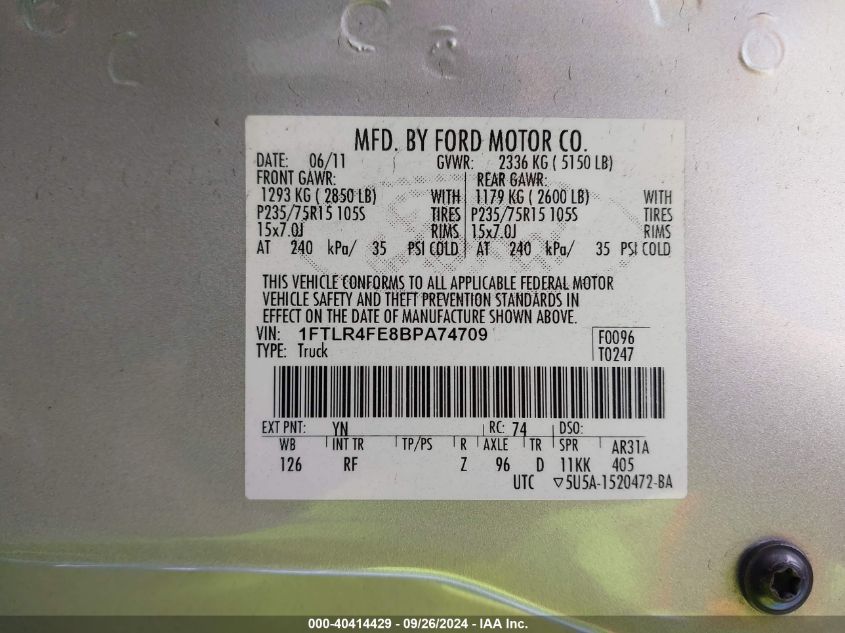 MFD. BY FORD MOTOR CO.
DATE: 06/11 GVWR: 2336 KG ( 5150 LB)
FRONT GAWR: REAR GAWR:
1293 KG ( 2850 LB) WITH 1179 KG ( 2600 LB) WITH
P235/75R15 105S TIRES P235/75R15 105S TIRES
15x7.0J RIMS 15x7.0J RIMS
AT 240 kPa/ 35 PSI COLD AT 240 kPa/ 35 PSI COLD
THIS VEHICLE CONFORMS TO ALL APPLICABLE FEDERAL MOTOR
VEHICLE SAFETY AND THEFT PREVENTION STANDARDS IN
EFFECT ON THE DATE OF MANUFACTURE SHOWN ABOVE.
VIN: 1FTLR4FE8BPA74709 F0096
TYPE: Truck T0247
EXT PNT: YN RC: 74 DSO:
WB INT TR TP/PS R AXLE TR SPR AR31A
126 RF Z 96 D 11KK 405
UTC ▽5U5A-1520472-BA
000-40414429 - 09/26/2024 - IAA Inc.